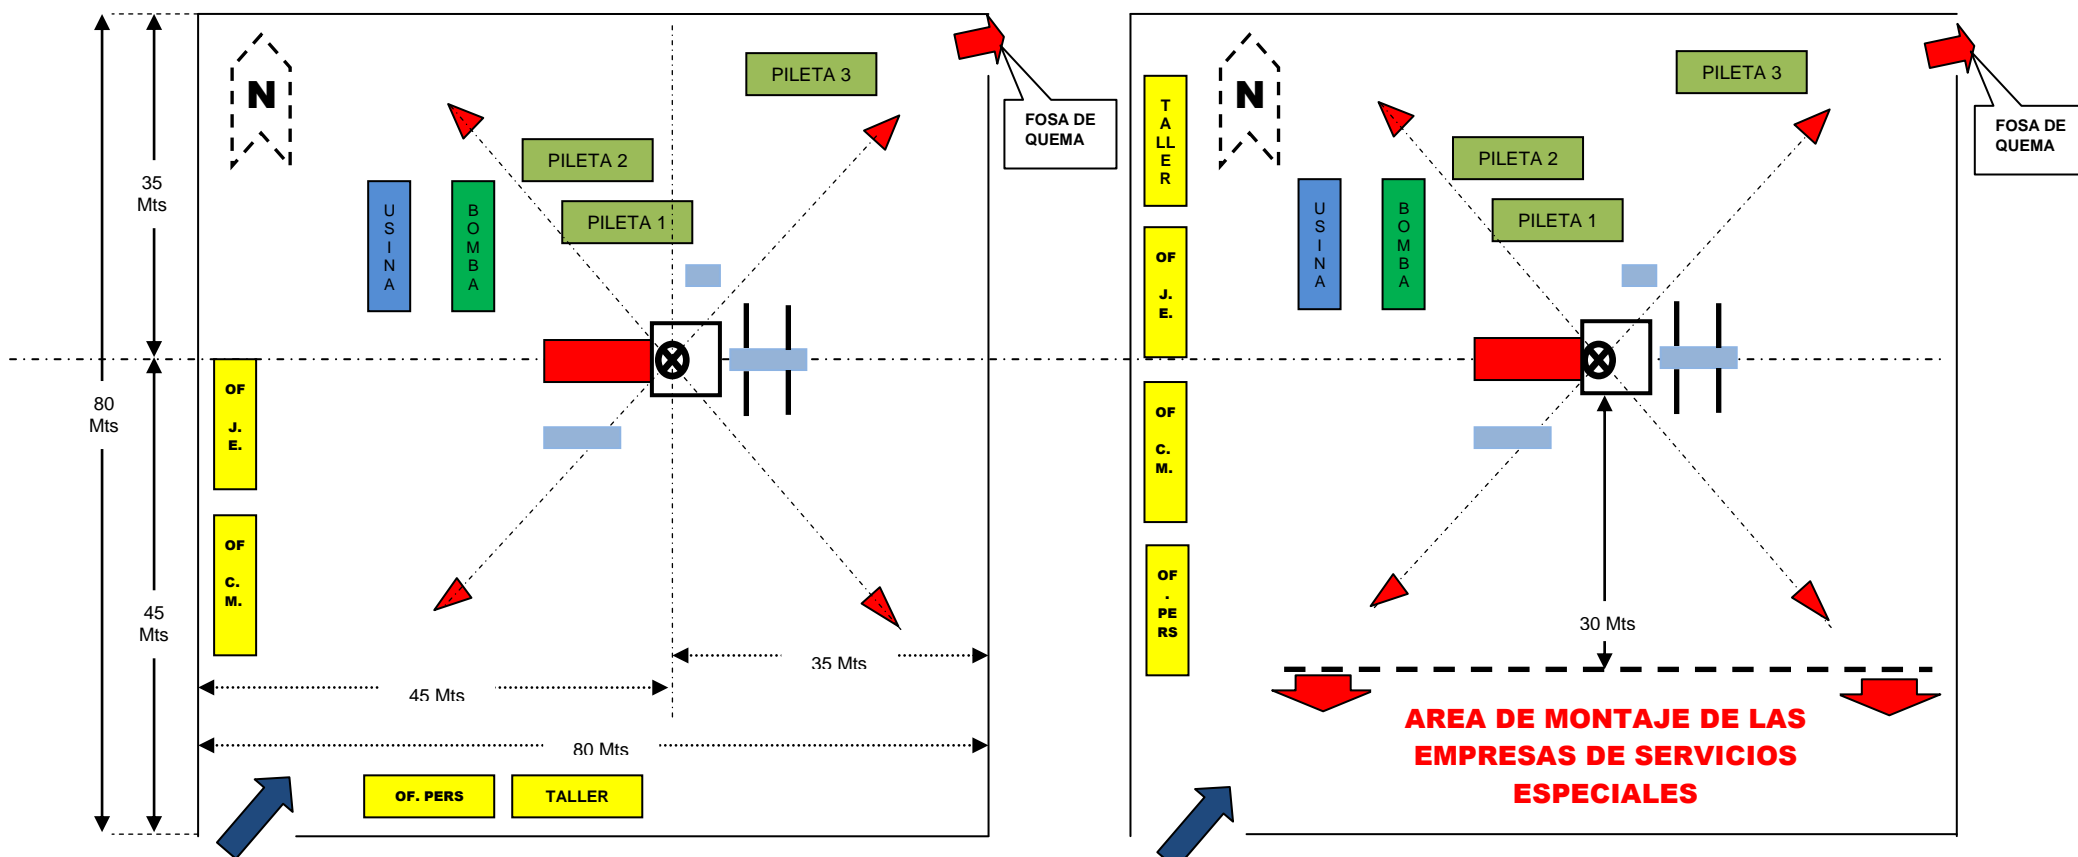 35
Mts
80
Mts
45
Mts
N
PILETA 3
FOSA DE
QUEMA
PILETA 2
PILETA 1
U
S
I
N
A
B
O
M
B
A
OF
J.
E.
OF
C.
M.
35 Mts
45 Mts
80 Mts
OF. PERS
TALLER
T
A
LL
E
R
N
PILETA 3
FOSA DE
QUEMA
PILETA 2
PILETA 1
U
S
I
N
A
B
O
M
B
A
OF
J.
E.
OF
C.
M.
OF
.
PE
RS
30 Mts
AREA DE MONTAJE DE LAS
EMPRESAS DE SERVICIOS
ESPECIALES